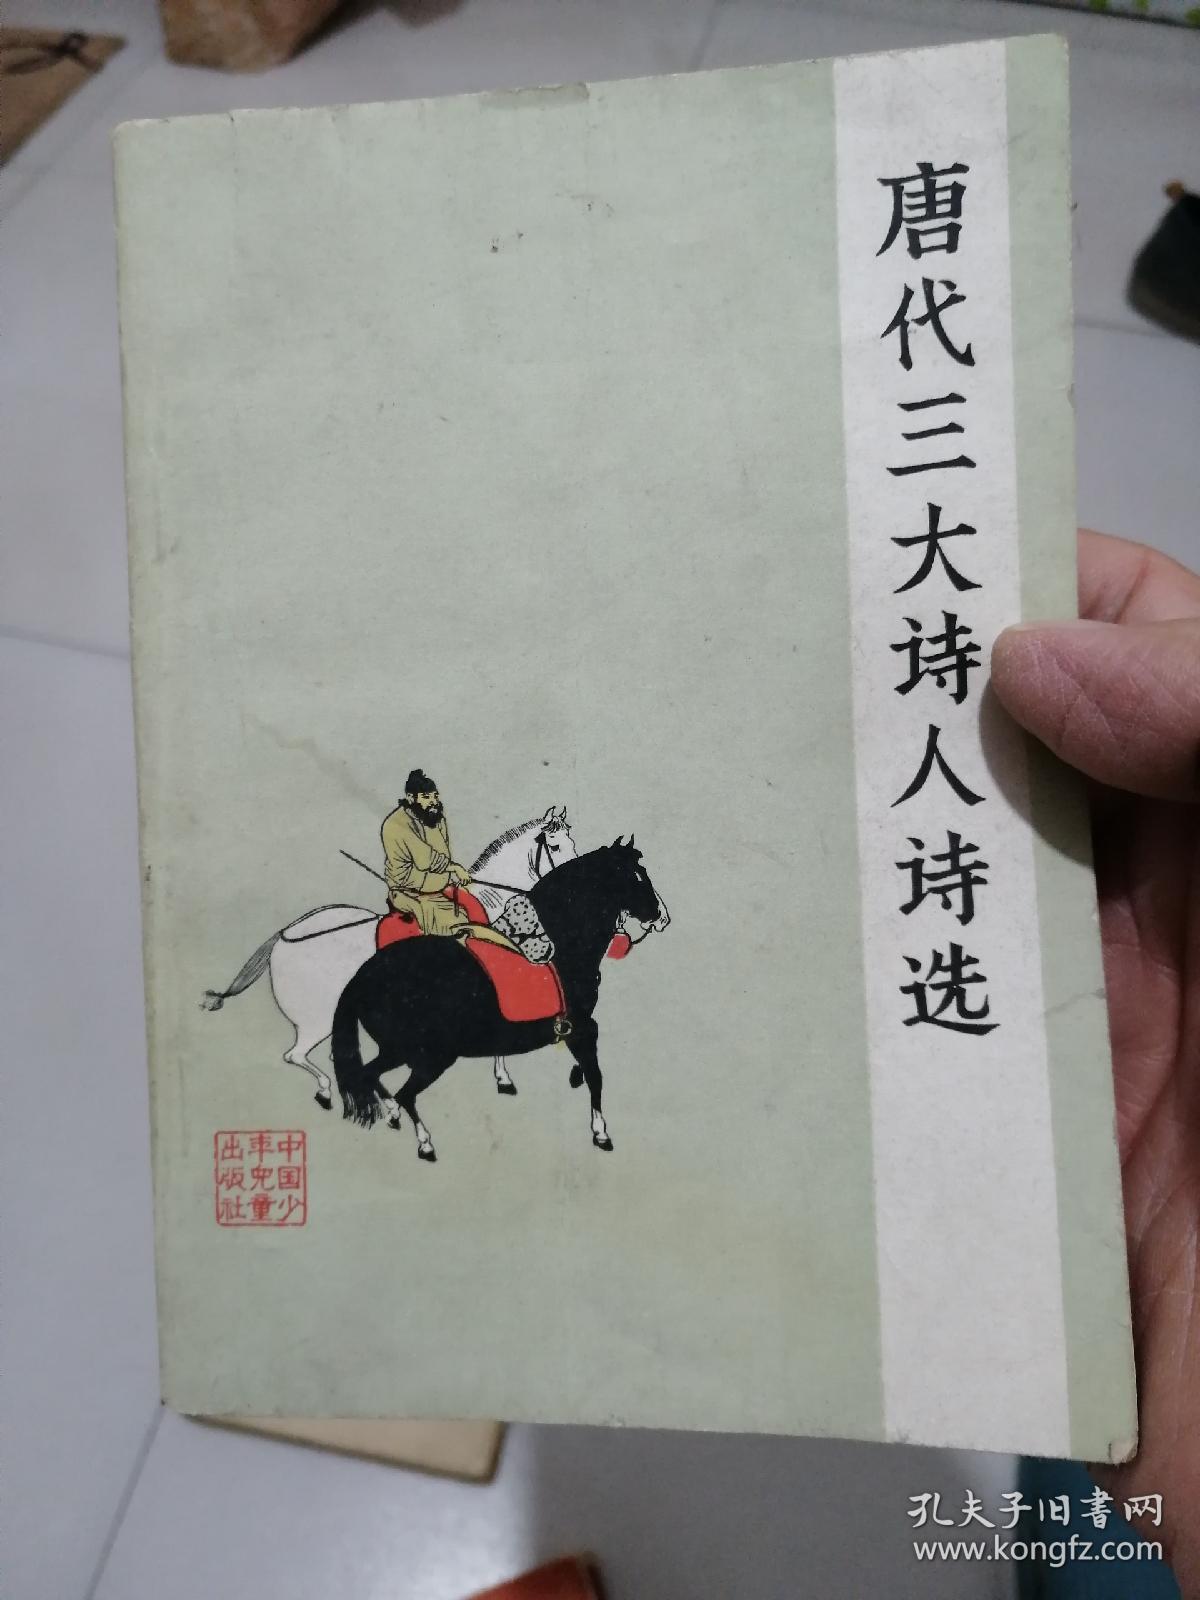 唐代三大诗人诗选
中国少
年儿童
出版社
孔夫子旧书网
www.kongfz.com